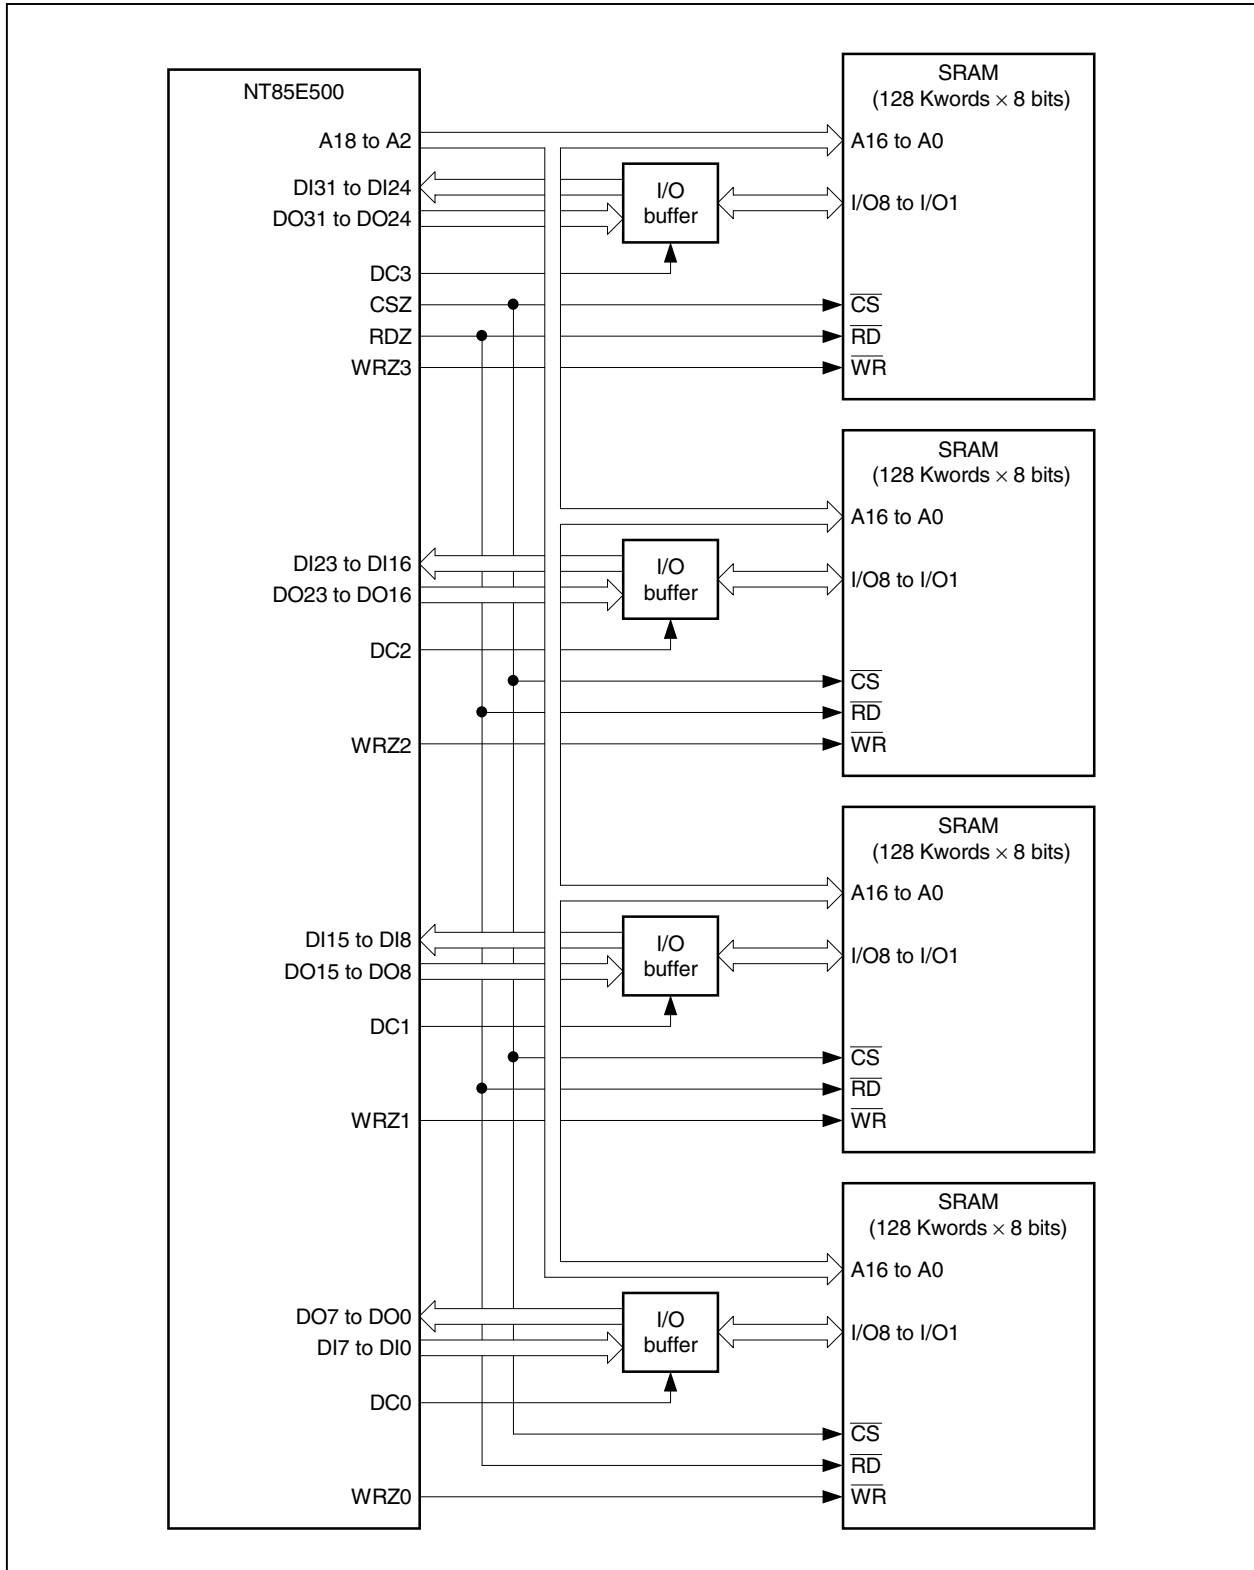 NT85E500
A18 to A2
DI31 to DI24
DO31 to DO24
DC3
CSZ
RDZ
WRZ3
I/O
buffer
SRAM
(128 Kwords × 8 bits)
A16 to A0
I/O8 to I/O1
CS
RD
WR
DI23 to DI16
DO23 to DO16
DC2
WRZ2
I/O
buffer
SRAM
(128 Kwords × 8 bits)
A16 to A0
I/O8 to I/O1
CS
RD
WR
DI15 to DI8
DO15 to DO8
DC1
WRZ1
I/O
buffer
SRAM
(128 Kwords × 8 bits)
A16 to A0
I/O8 to I/O1
CS
RD
WR
DO7 to DO0
DI7 to DI0
DC0
WRZ0
I/O
buffer
SRAM
(128 Kwords × 8 bits)
A16 to A0
I/O8 to I/O1
CS
RD
WR